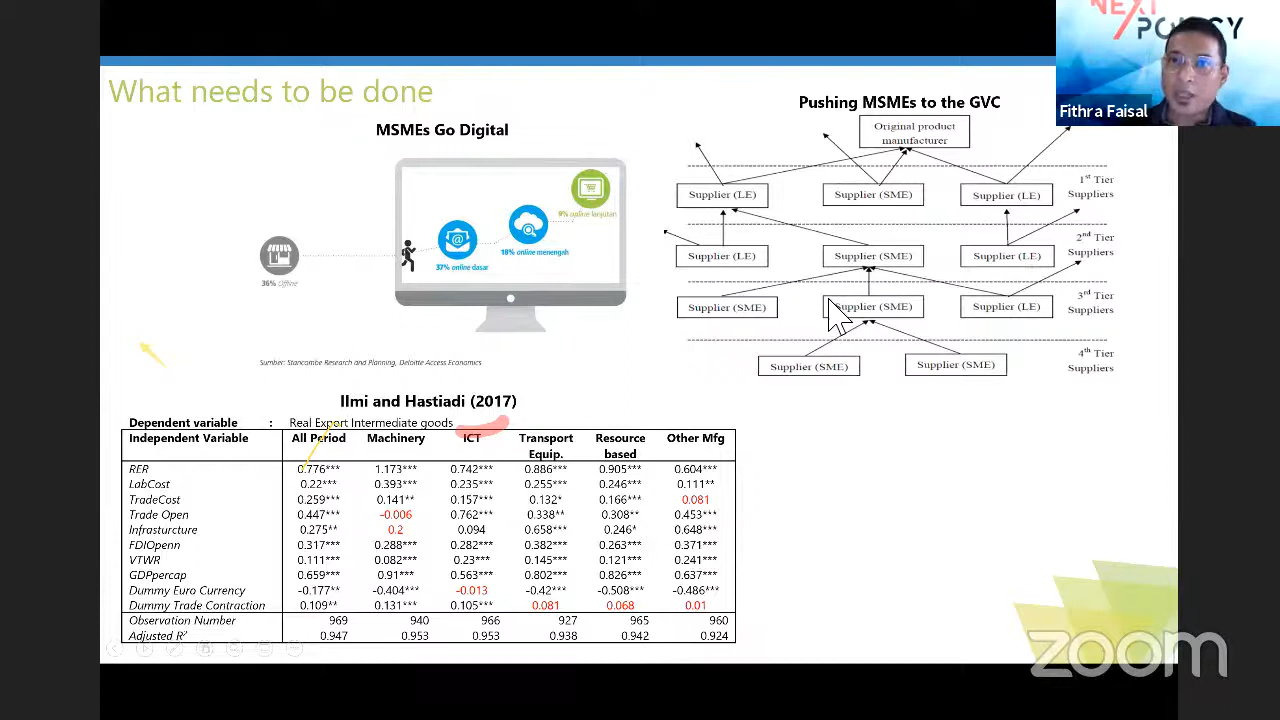 NEXT
POLICY
Fithra Faisal
What needs to be done
MSMEs Go Digital
36% Offline
37% online dasar
18% online menengah
9% online lanjutan
Sumber: Stancombe Research and Planning, Deloitte Access Economics
Pushing MSMEs to the GVC
Original product
manufacturer
Supplier (LE) Supplier (SME) Supplier (LE) 1st Tier Suppliers
Supplier (LE) Supplier (SME) Supplier (LE) 2nd Tier Suppliers
Supplier (SME) Supplier (SME) Supplier (LE) 3rd Tier Suppliers
Supplier (SME) Supplier (SME) 4th Tier Suppliers
Ilmi and Hastiadi (2017)
Dependent variable : Real Export Intermediate goods
Independent Variable All Period Machinery ICT Transport Equip. Resource based Other Mfg
RER 0.776*** 1.173*** 0.742*** 0.886*** 0.905*** 0.604***
LabCost 0.22*** 0.393*** 0.235*** 0.255*** 0.246*** 0.111**
TradeCost 0.259*** 0.141** 0.157*** 0.132* 0.166*** 0.081
Trade Open 0.447*** -0.006 0.762*** 0.338** 0.308** 0.453***
Infrasturcture 0.275** 0.2 0.094 0.658*** 0.246* 0.648***
FDIOpenn 0.317*** 0.288*** 0.282*** 0.382*** 0.263*** 0.371***
VTWR 0.111*** 0.082*** 0.23*** 0.145*** 0.121*** 0.241***
GDPpercap 0.659*** 0.91*** 0.563*** 0.802*** 0.826*** 0.637***
Dummy Euro Currency -0.177** -0.404*** -0.013 -0.42*** -0.508*** -0.486***
Dummy Trade Contraction 0.109** 0.131*** 0.105*** 0.081 0.068 0.01
Observation Number 969 940 966 927 965 960
Adjusted R² 0.947 0.953 0.953 0.938 0.942 0.924
zoom